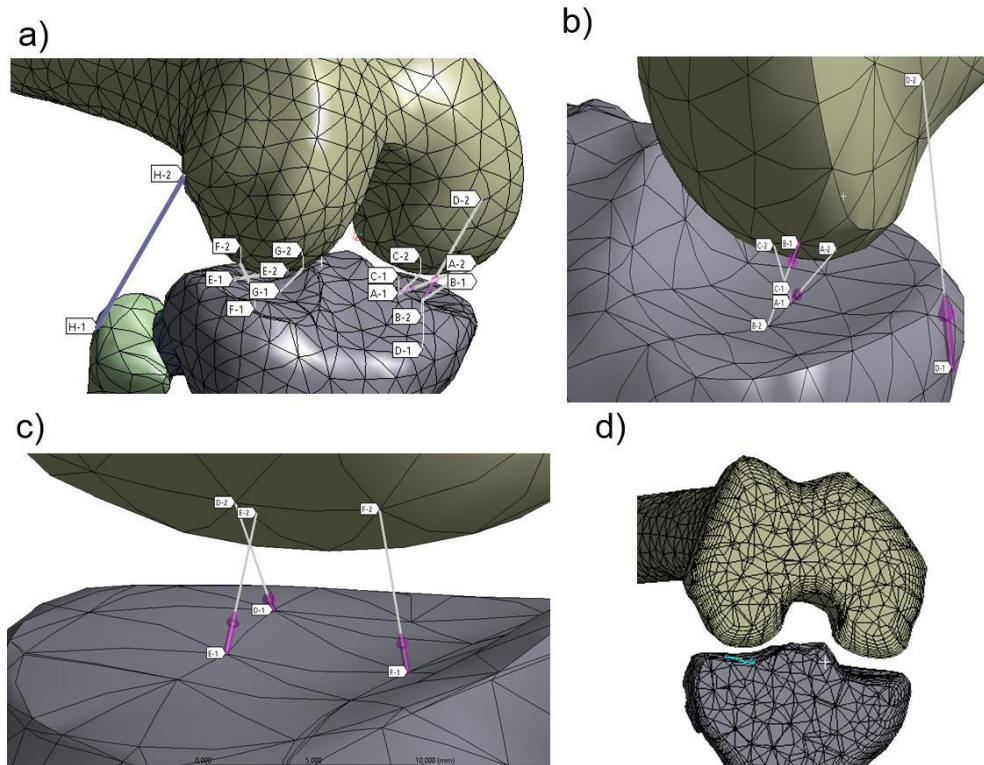 a)
H-2
D-2
F-2
G-2
C-2
E-2
A-2
E-1
C-1
B-1
G-1
A-1
F-1
B-2
H-1
D-1
b)
D-2
C-2
B-1
A-2
C-1
A-1
B-2
D-1
c)
D-2
E-2
F-2
D-1
E-1
F-1
0,000 5,000 10,000 (mm)
d)